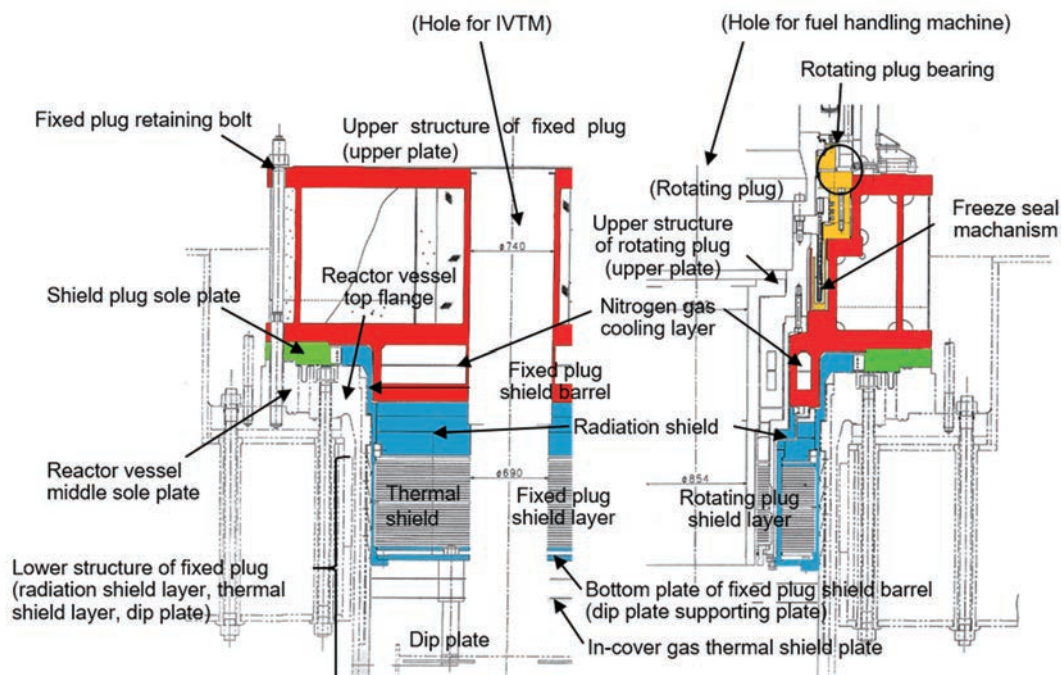 (Hole for IVTM)
(Hole for fuel handling machine)
Rotating plug bearing
Fixed plug retaining bolt
Upper structure of fixed plug
(upper plate)
(Rotating plug)
Freeze seal
machanism
ø740
Upper structure
of rotating plug
(upper plate)
Reactor vessel
top flange
Shield plug sole plate
Nitrogen gas
cooling layer
Fixed plug
shield barrel
Radiation shield
Reactor vessel
middle sole plate
ø690
ø854
Thermal
shield
Fixed plug
shield layer
Rotating plug
shield layer
Lower structure of fixed plug
(radiation shield layer, thermal
shield layer, dip plate)
Bottom plate of fixed plug shield barrel
(dip plate supporting plate)
Dip plate
In-cover gas thermal shield plate